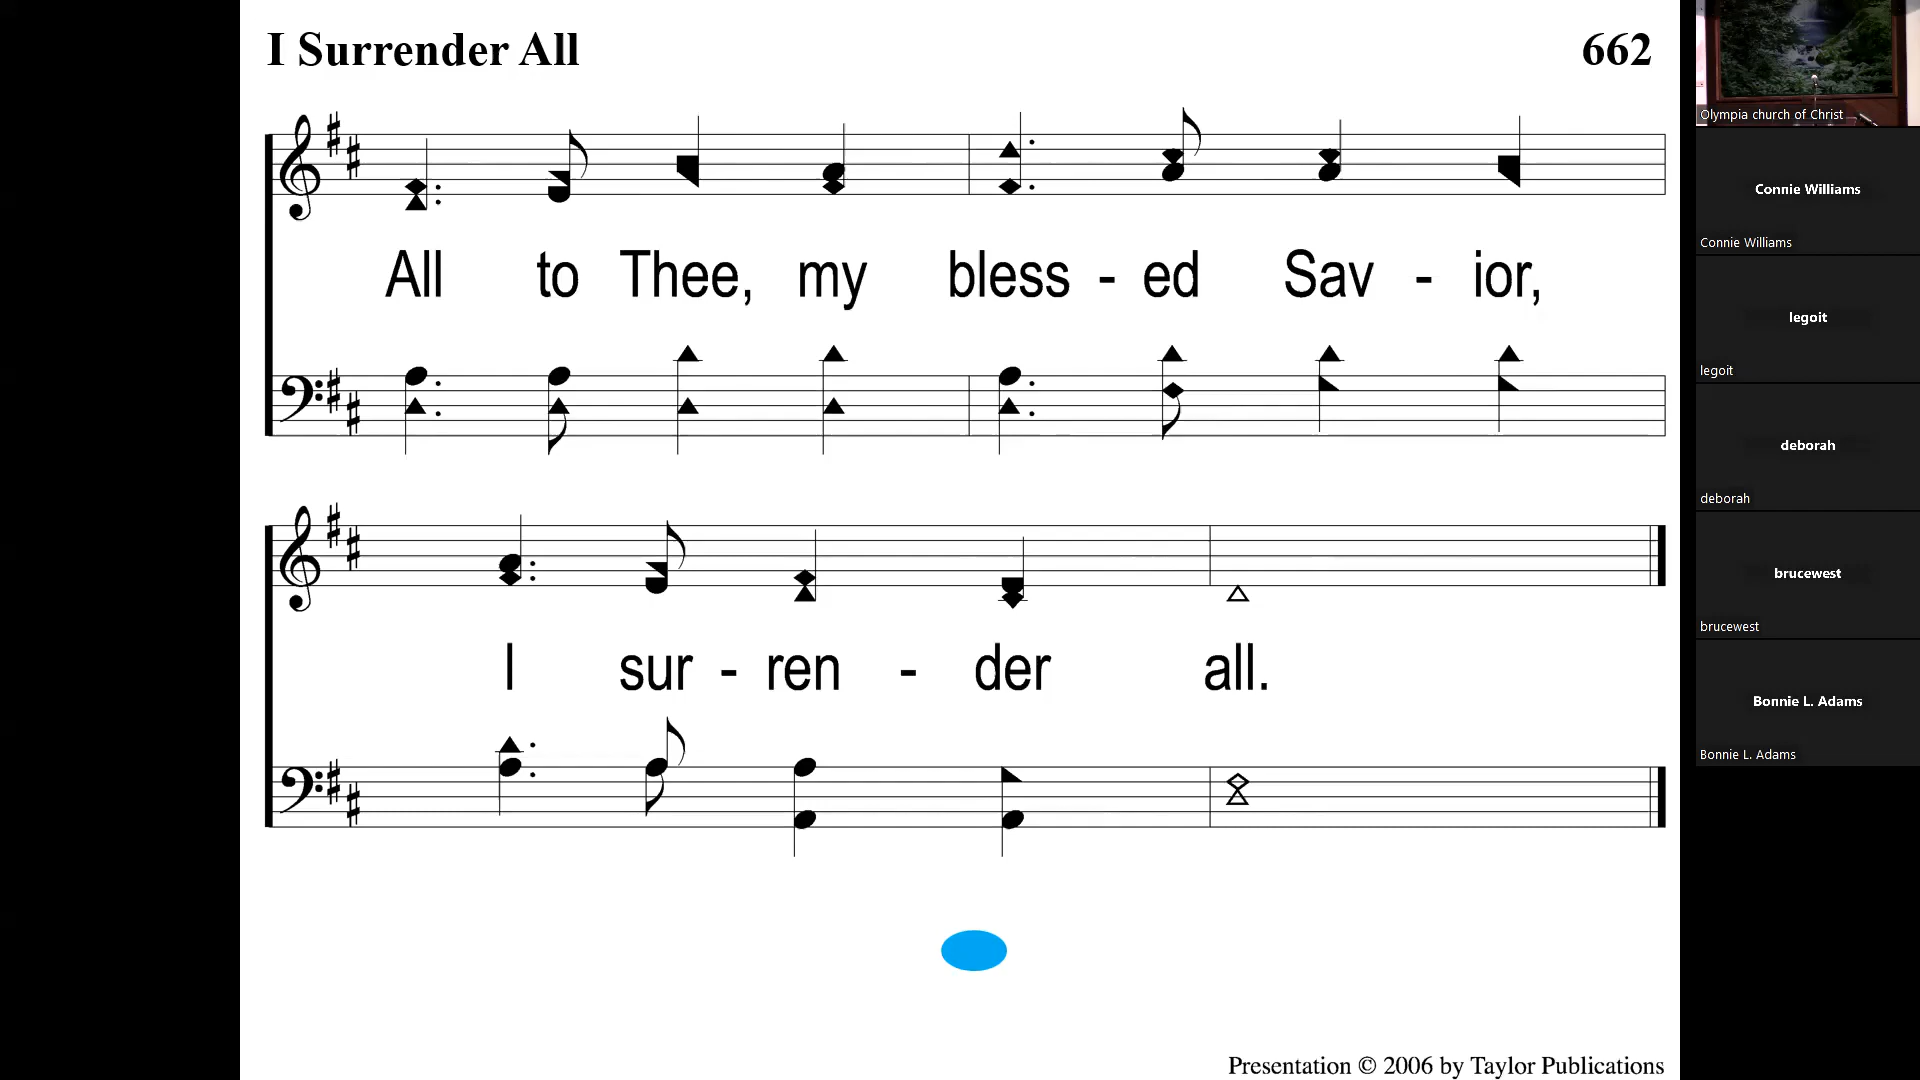 I Surrender All
662
All to Thee, my bless - ed Sav - ior,
I sur - ren - der all.
Presentation © 2006 by Taylor Publications
Olympia church of Christ
Connie Williams
Connie Williams
legoit
legoit
deborah
deborah
brucewest
brucewest
Bonnie L. Adams
Bonnie L. Adams